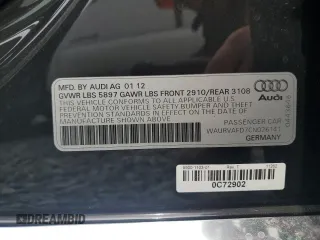 MFD. BY AUDI AG 01 12
GVWR LBS 5897 GAWR LBS FRONT 2910/REAR 3108
THIS VEHICLE CONFORMS TO ALL APPLICABLE
FEDERAL MOTOR VEHICLE SAFETY, BUMPER, AND
THEFT PREVENTION STANDARDS IN EFFECT ON THE
DATE OF MANUFACTURE SHOWN ABOVE.
Audi
PASSENGER CAR
GERMANY
0C72902
DREAMBID